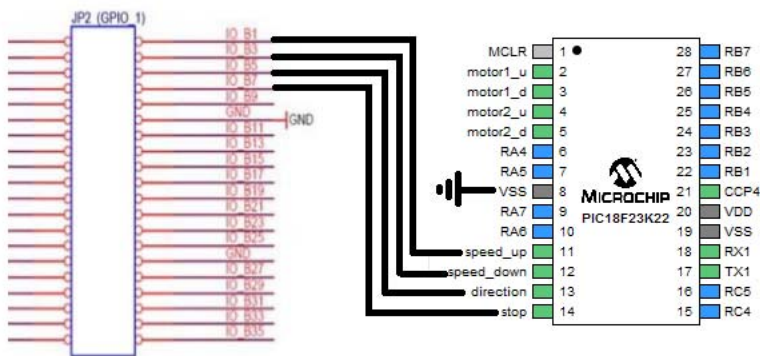 JP2 (GPIO_1)
IO_B1
IO_B3
IO_B5
IO_B7
IO_B9
GND
GND
IO_B11
IO_B13
IO_B15
IO_B17
IO_B19
IO_B21
IO_B23
IO_B25
GND
IO_B27
IO_B29
IO_B31
IO_B33
IO_B35
MCLR 1 28 RB7
motor1_u 2 27 RB6
motor1_d 3 26 RB5
motor2_u 4 25 RB4
motor2_d 5 24 RB3
RA4 6 23 RB2
RA5 7 22 RB1
VSS 8 21 CCP4
MICROCHIP
PIC18F23K22
RA7 9 20 VDD
RA6 10 19 VSS
speed_up 11 18 RX1
speed_down 12 17 TX1
direction 13 16 RC5
stop 14 15 RC4